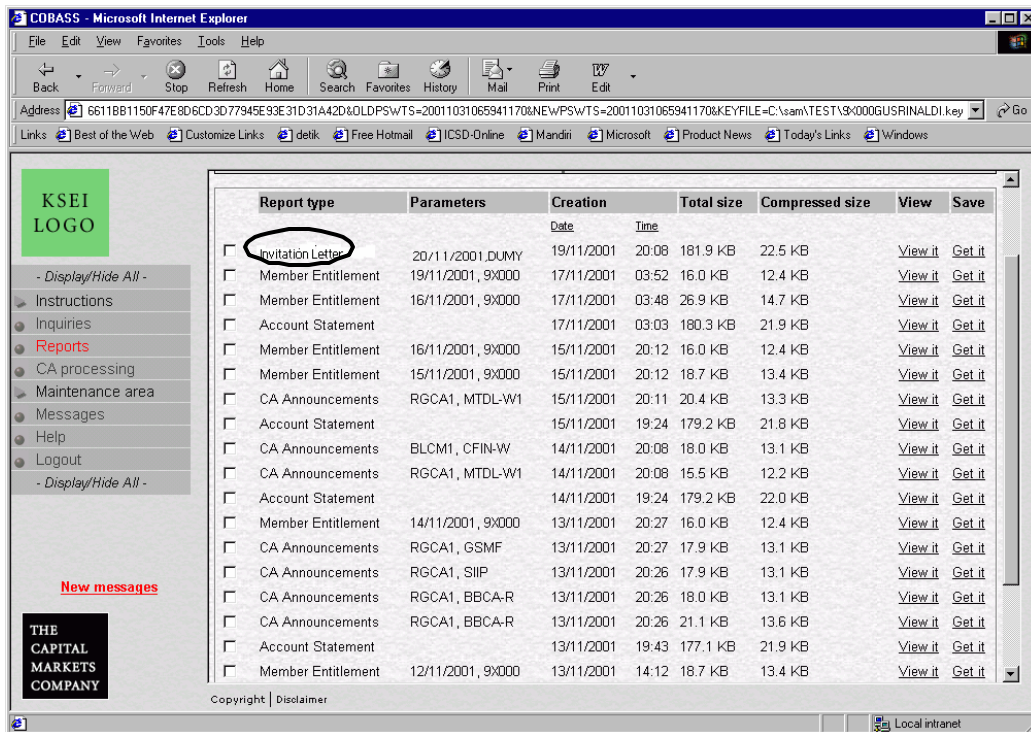 COBASS - Microsoft Internet Explorer
File Edit View Favorites Tools Help
Back Forward Stop Refresh Home Search Favorites History Mail Print Edit
Address 6611BB1150F47E8D6CD3D77945E93E31D31A42D&OLDPSWTS=20011031065941170&NEWPSWTS=20011031065941170&KEYFILE=C:\sam\TEST\9X000GUSRINALDI.key Go
Links Best of the Web Customize Links detik Free Hotmail ICSD-Online Mandiri Microsoft Product News Today's Links Windows
KSEI
LOGO
- Display/Hide All -
Instructions
Inquiries
Reports
CA processing
Maintenance area
Messages
Help
Logout
- Display/Hide All -
New messages
THE
CAPITAL
MARKETS
COMPANY
Report type Parameters Creation Total size Compressed size View Save
Date Time
Invitation Letter 20/11/2001,DUMY 19/11/2001 20:08 181.9 KB 22.5 KB View it Get it
Member Entitlement 19/11/2001, 9X000 17/11/2001 03:52 16.0 KB 12.4 KB View it Get it
Member Entitlement 16/11/2001, 9X000 17/11/2001 03:48 26.9 KB 14.7 KB View it Get it
Account Statement 17/11/2001 03:03 180.3 KB 21.9 KB View it Get it
Member Entitlement 16/11/2001, 9X000 15/11/2001 20:12 16.0 KB 12.4 KB View it Get it
Member Entitlement 15/11/2001, 9X000 15/11/2001 20:12 18.7 KB 13.4 KB View it Get it
CA Announcements RGCA1, MTDL-W1 15/11/2001 20:11 20.4 KB 13.3 KB View it Get it
Account Statement 15/11/2001 19:24 179.2 KB 21.8 KB View it Get it
CA Announcements BLCM1, CFIN-W 14/11/2001 20:08 18.0 KB 13.1 KB View it Get it
CA Announcements RGCA1, MTDL-W1 14/11/2001 20:08 15.5 KB 12.2 KB View it Get it
Account Statement 14/11/2001 19:24 179.2 KB 22.0 KB View it Get it
Member Entitlement 14/11/2001, 9X000 13/11/2001 20:27 16.0 KB 12.4 KB View it Get it
CA Announcements RGCA1, GSMF 13/11/2001 20:27 17.9 KB 13.1 KB View it Get it
CA Announcements RGCA1, SIIP 13/11/2001 20:26 17.9 KB 13.1 KB View it Get it
CA Announcements RGCA1, BBCA-R 13/11/2001 20:26 18.0 KB 13.1 KB View it Get it
CA Announcements RGCA1, BBCA-R 13/11/2001 20:26 21.1 KB 13.6 KB View it Get it
Account Statement 13/11/2001 19:43 177.1 KB 21.9 KB View it Get it
Member Entitlement 12/11/2001, 9X000 13/11/2001 14:12 18.7 KB 13.4 KB View it Get it
Copyright | Disclaimer
Local intranet